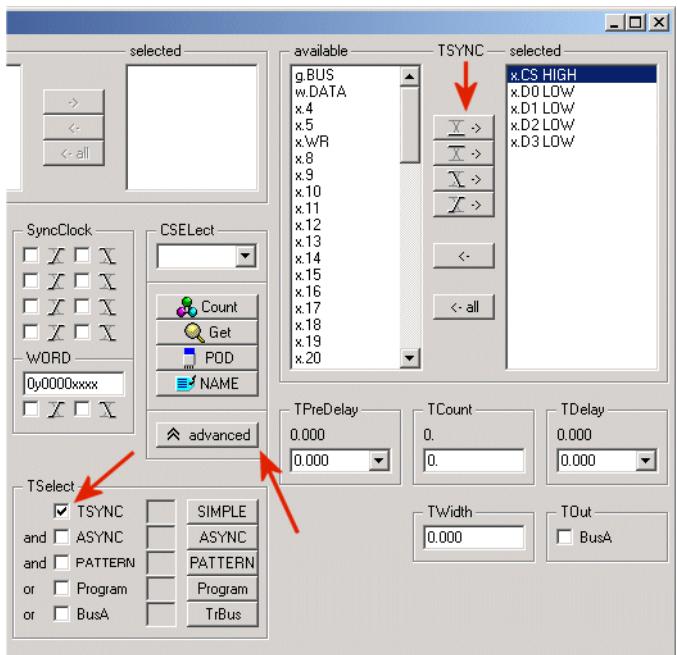 selected
->
<-
<- all
available
TSYNC
selected
g.BUS
w.DATA
x.4
x.5
x.WR
x.8
x.9
x.10
x.11
x.12
x.13
x.14
x.15
x.16
x.17
x.18
x.19
x.20
->
->
->
->
<-
<- all
x.CS HIGH
x.D0 LOW
x.D1 LOW
x.D2 LOW
x.D3 LOW
SyncClock
WORD
0y0000xxxx
CSELect
Count
Get
POD
NAME
advanced
TPreDelay
0.000
0.000
TCount
0.
0.
TDelay
0.000
0.000
TSelect
TSYNC SIMPLE
and ASYNC ASYNC
and PATTERN PATTERN
or Program Program
or BusA TrBus
TWidth
0.000
TOut
BusA